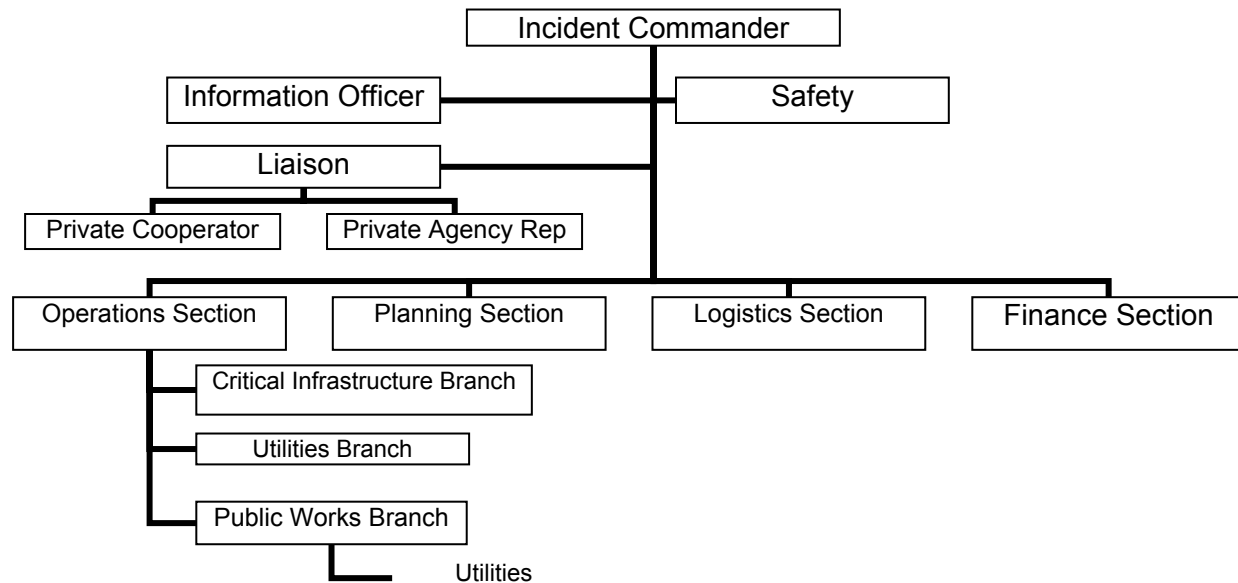 Incident Commander
Information Officer
Safety
Liaison
Private Cooperator
Private Agency Rep
Operations Section
Planning Section
Logistics Section
Finance Section
Critical Infrastructure Branch
Utilities Branch
Public Works Branch
Utilities